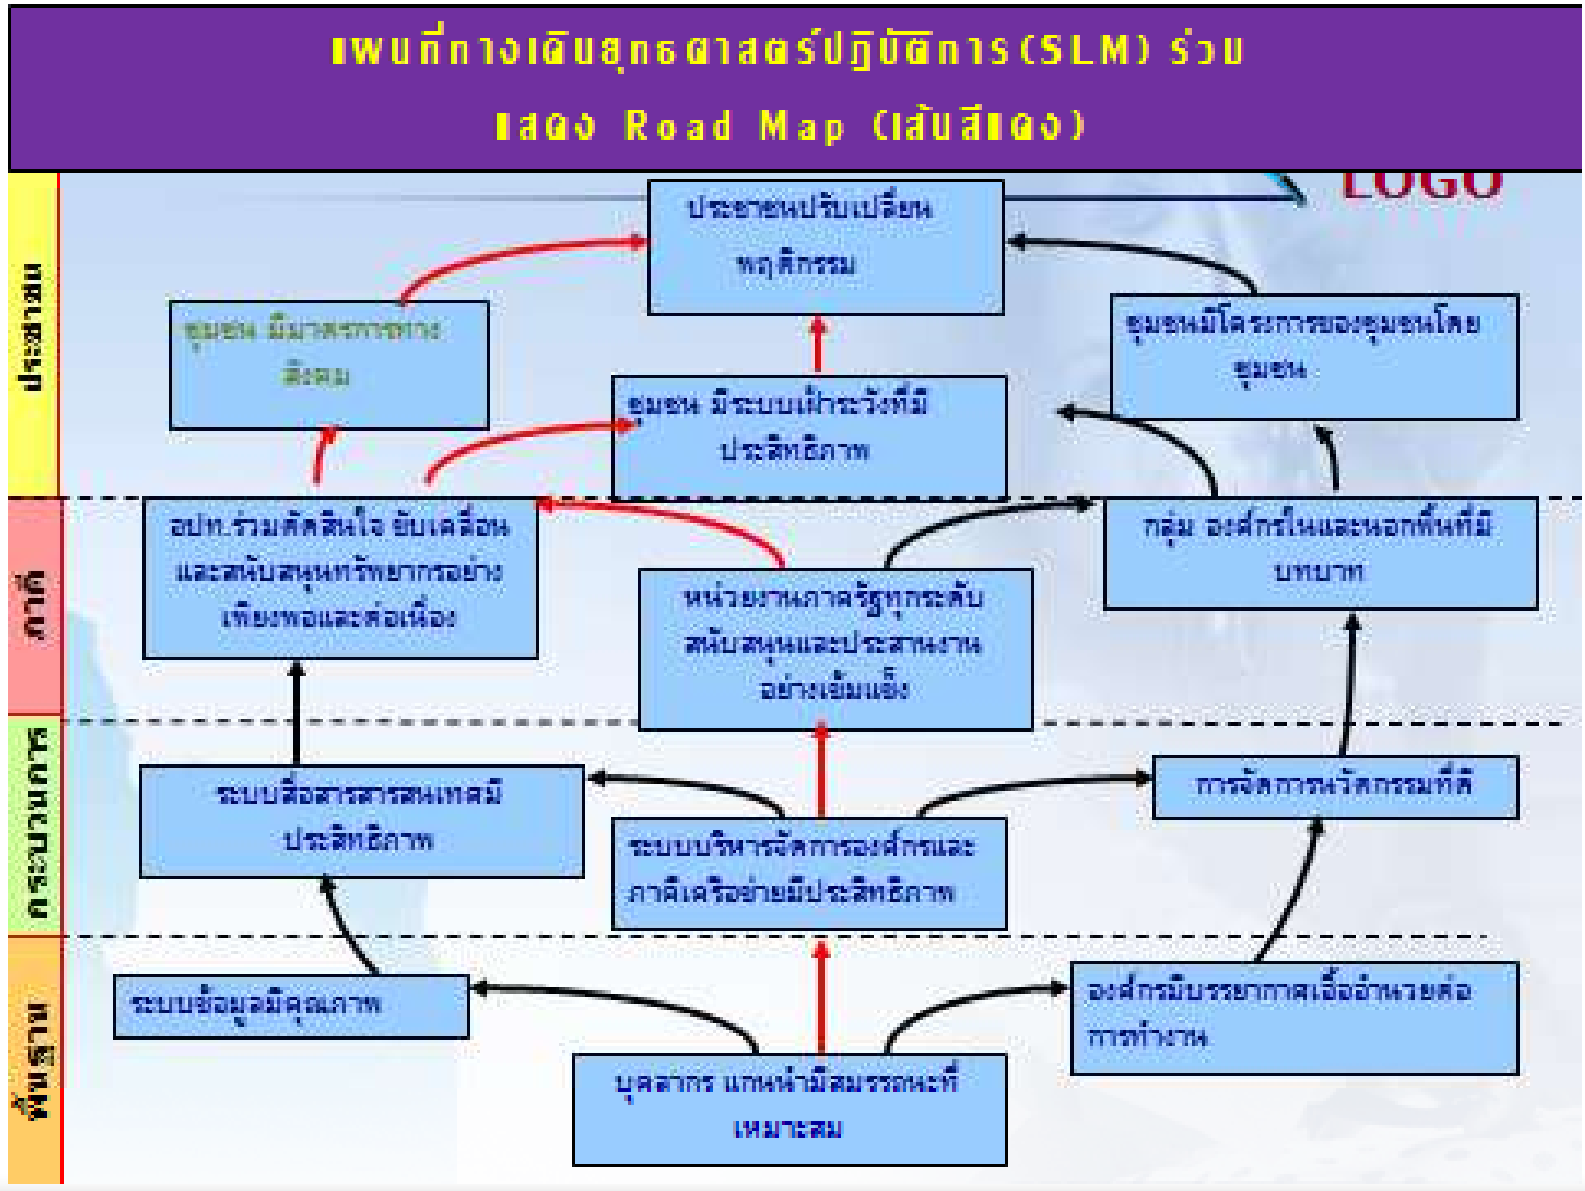 แผนที่ทางเดินยุทธศาสตร์ปฏิบัติการ(SLM) ร่วม
แสดง Road Map (เส้นสีแดง)
LOGO
ประชาชน
ประชาชนปรับเปลี่ยน
พฤติกรรม
ชุมชน มีมาตรการทาง
สังคม
ชุมชนมีโครงการของชุมชนโดย
ชุมชน
ชุมชน มีระบบเฝ้าระวังที่มี
ประสิทธิภาพ
ภาคี
อปท.ร่วมตัดสินใจ ขับเคลื่อน
และสนับสนุนทรัพยากรอย่าง
เพียงพอและต่อเนื่อง
กลุ่ม องค์กรในและนอกพื้นที่มี
บทบาท
หน่วยงานภาครัฐทุกระดับ
สนับสนุนและประสานงาน
อย่างเข้มแข็ง
กระบวนการ
ระบบสื่อสารสารสนเทศมี
ประสิทธิภาพ
การจัดการนวัตกรรมที่ดี
ระบบบริหารจัดการองค์กรและ
ภาคีเครือข่ายมีประสิทธิภาพ
พื้นฐาน
ระบบข้อมูลมีคุณภาพ
องค์กรมีบรรยากาศเอื้ออำนวยต่อ
การทำงาน
บุคลากร แกนนำมีสมรรถนะที่
เหมาะสม